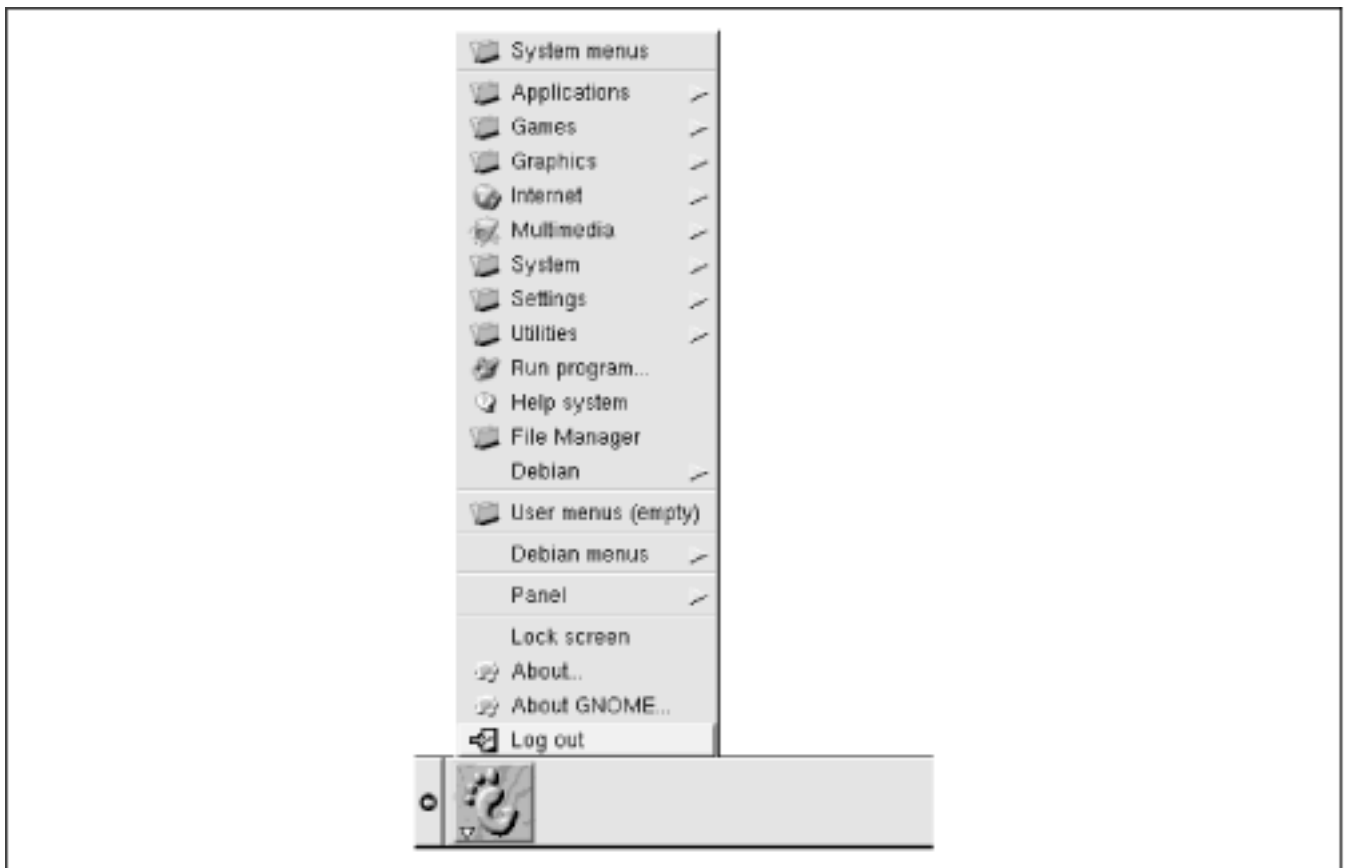 System menus
Applications
Games
Graphics
Internet
Multimedia
System
Settings
Utilities
Run program...
Help system
File Manager
Debian
User menus (empty)
Debian menus
Panel
Lock screen
About...
About GNOME...
Log out